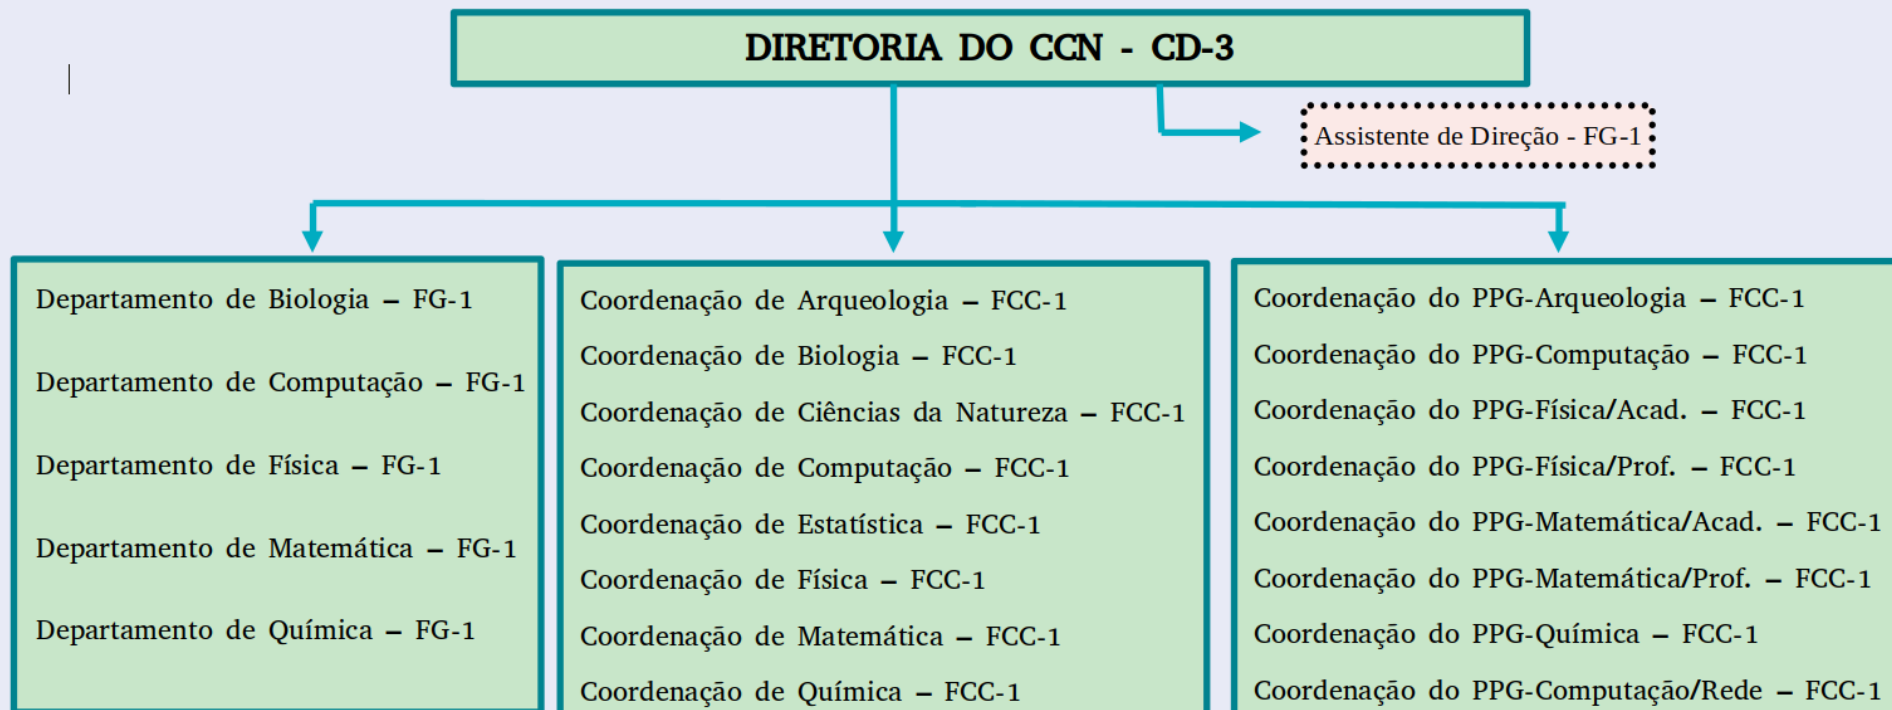 DIRETORIA DO CCN - CD-3
Assistente de Direção - FG-1
Departamento de Biologia – FG-1
Departamento de Computação – FG-1
Departamento de Física – FG-1
Departamento de Matemática – FG-1
Departamento de Química – FG-1
Coordenação de Arqueologia – FCC-1
Coordenação de Biologia – FCC-1
Coordenação de Ciências da Natureza – FCC-1
Coordenação de Computação – FCC-1
Coordenação de Estatística – FCC-1
Coordenação de Física – FCC-1
Coordenação de Matemática – FCC-1
Coordenação de Química – FCC-1
Coordenação do PPG-Arqueologia – FCC-1
Coordenação do PPG-Computação – FCC-1
Coordenação do PPG-Física/Acad. – FCC-1
Coordenação do PPG-Física/Prof. – FCC-1
Coordenação do PPG-Matemática/Acad. – FCC-1
Coordenação do PPG-Matemática/Prof. – FCC-1
Coordenação do PPG-Química – FCC-1
Coordenação do PPG-Computação/Rede – FCC-1